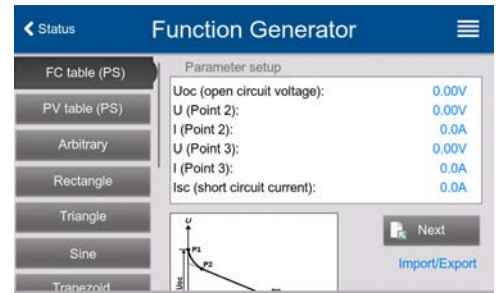 Status
Function Generator
FC table (PS)
PV table (PS)
Arbitrary
Rectangle
Triangle
Sine
Trapezoid
Parameter setup
Uoc (open circuit voltage): 0.00V
U (Point 2): 0.00V
I (Point 2): 0.0A
U (Point 3): 0.00V
I (Point 3): 0.0A
Isc (short circuit current): 0.0A
U
P1
P2
Uoc
Next
Import/Export